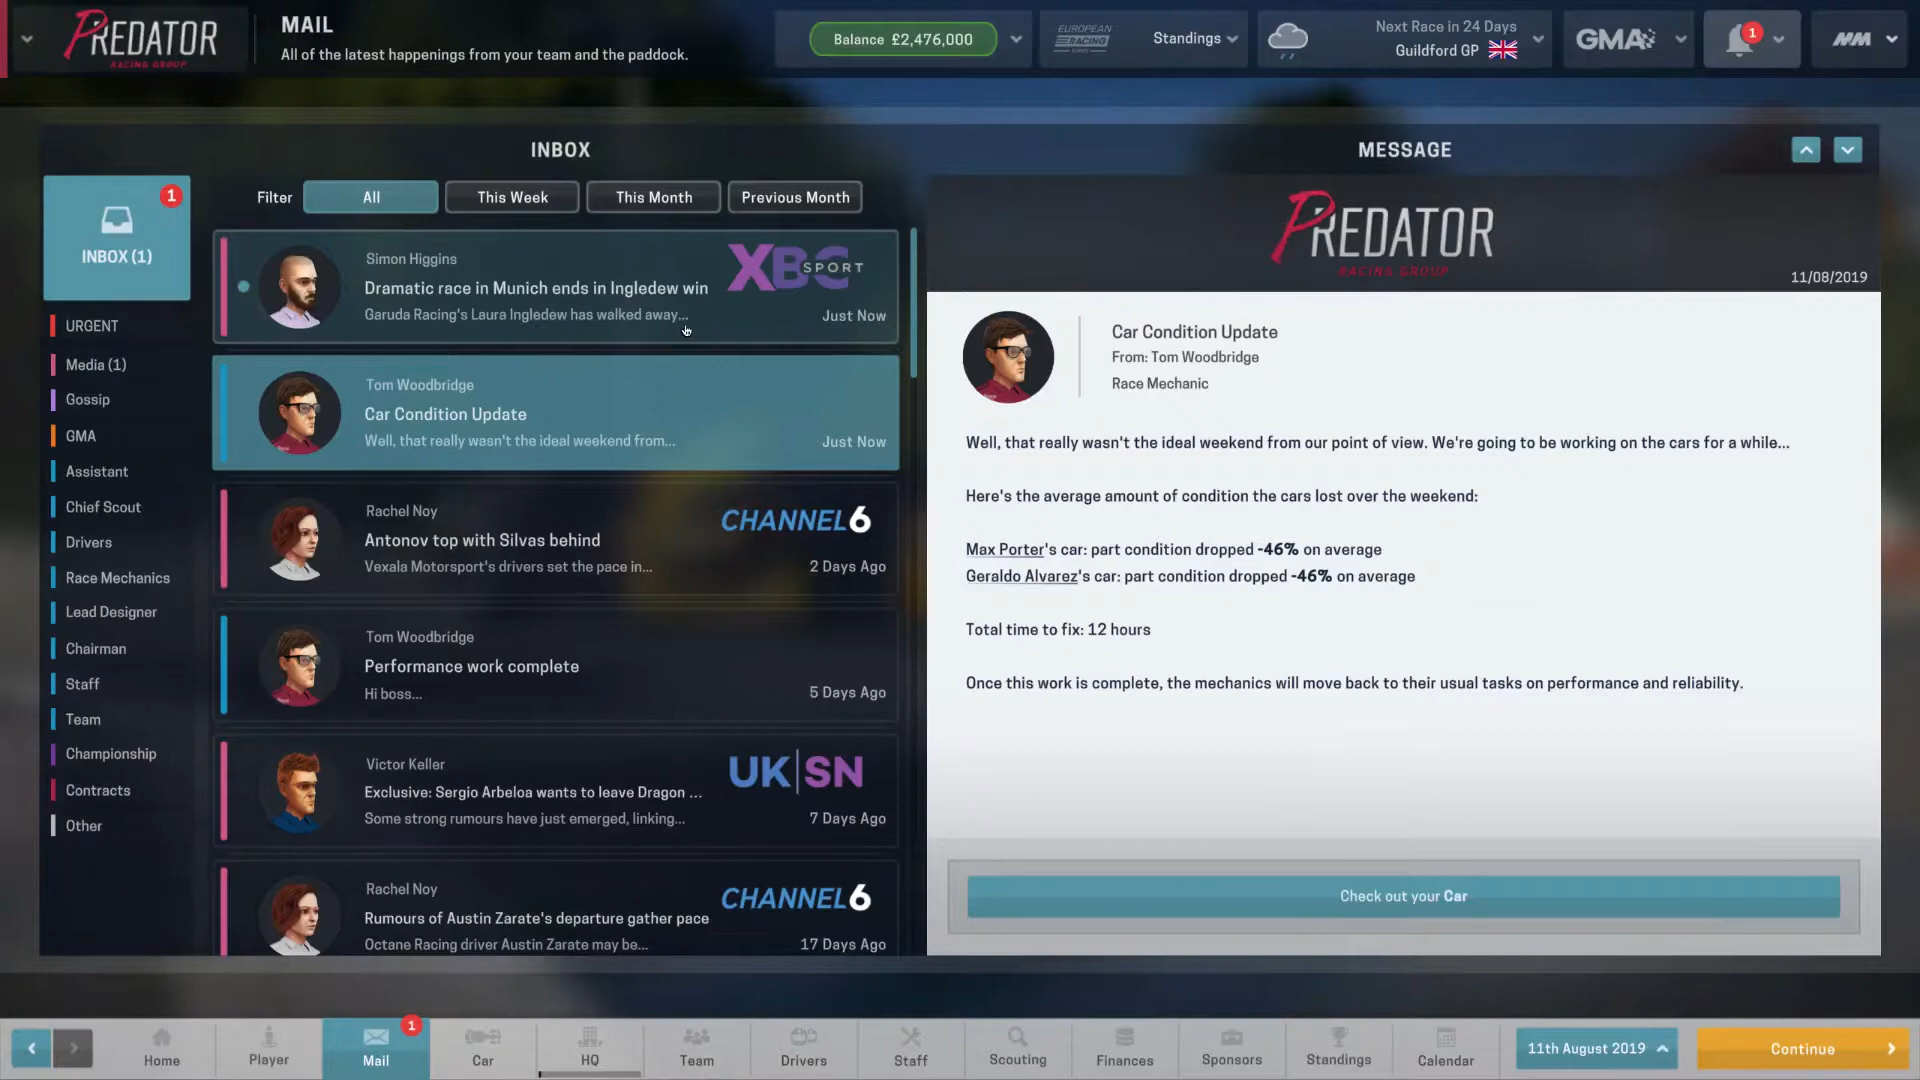 PREDATOR
RACING GROUP
MAIL
All of the latest happenings from your team and the paddock.
Balance £2,476,000
EUROPEAN
RACING
SERIES
Standings
Next Race in 24 Days
Guildford GP
GMA
1
MM
INBOX
MESSAGE
1
INBOX (1)
URGENT
Media (1)
Gossip
GMA
Assistant
Chief Scout
Drivers
Race Mechanics
Lead Designer
Chairman
Staff
Team
Championship
Contracts
Other
Filter
All
This Week
This Month
Previous Month
Simon Higgins
Dramatic race in Munich ends in Ingledew win
Garuda Racing's Laura Ingledew has walked away...
XBC SPORT
Just Now
Tom Woodbridge
Car Condition Update
Well, that really wasn't the ideal weekend from...
Just Now
Rachel Noy
Antonov top with Silvas behind
Vexala Motorsport's drivers set the pace in...
CHANNEL6
2 Days Ago
Tom Woodbridge
Performance work complete
Hi boss...
5 Days Ago
Victor Keller
Exclusive: Sergio Arbeloa wants to leave Dragon ...
Some strong rumours have just emerged, linking...
UK|SN
7 Days Ago
Rachel Noy
Rumours of Austin Zarate's departure gather pace
Octane Racing driver Austin Zarate may be...
CHANNEL6
17 Days Ago
PREDATOR
RACING GROUP
11/08/2019
Car Condition Update
From: Tom Woodbridge
Race Mechanic
Well, that really wasn't the ideal weekend from our point of view. We're going to be working on the cars for a while...
Here's the average amount of condition the cars lost over the weekend:
Max Porter's car: part condition dropped -46% on average
Geraldo Alvarez's car: part condition dropped -46% on average
Total time to fix: 12 hours
Once this work is complete, the mechanics will move back to their usual tasks on performance and reliability.
Check out your Car
Home
Player
Mail
1
Car
HQ
Team
Drivers
Staff
Scouting
Finances
Sponsors
Standings
Calendar
11th August 2019
Continue